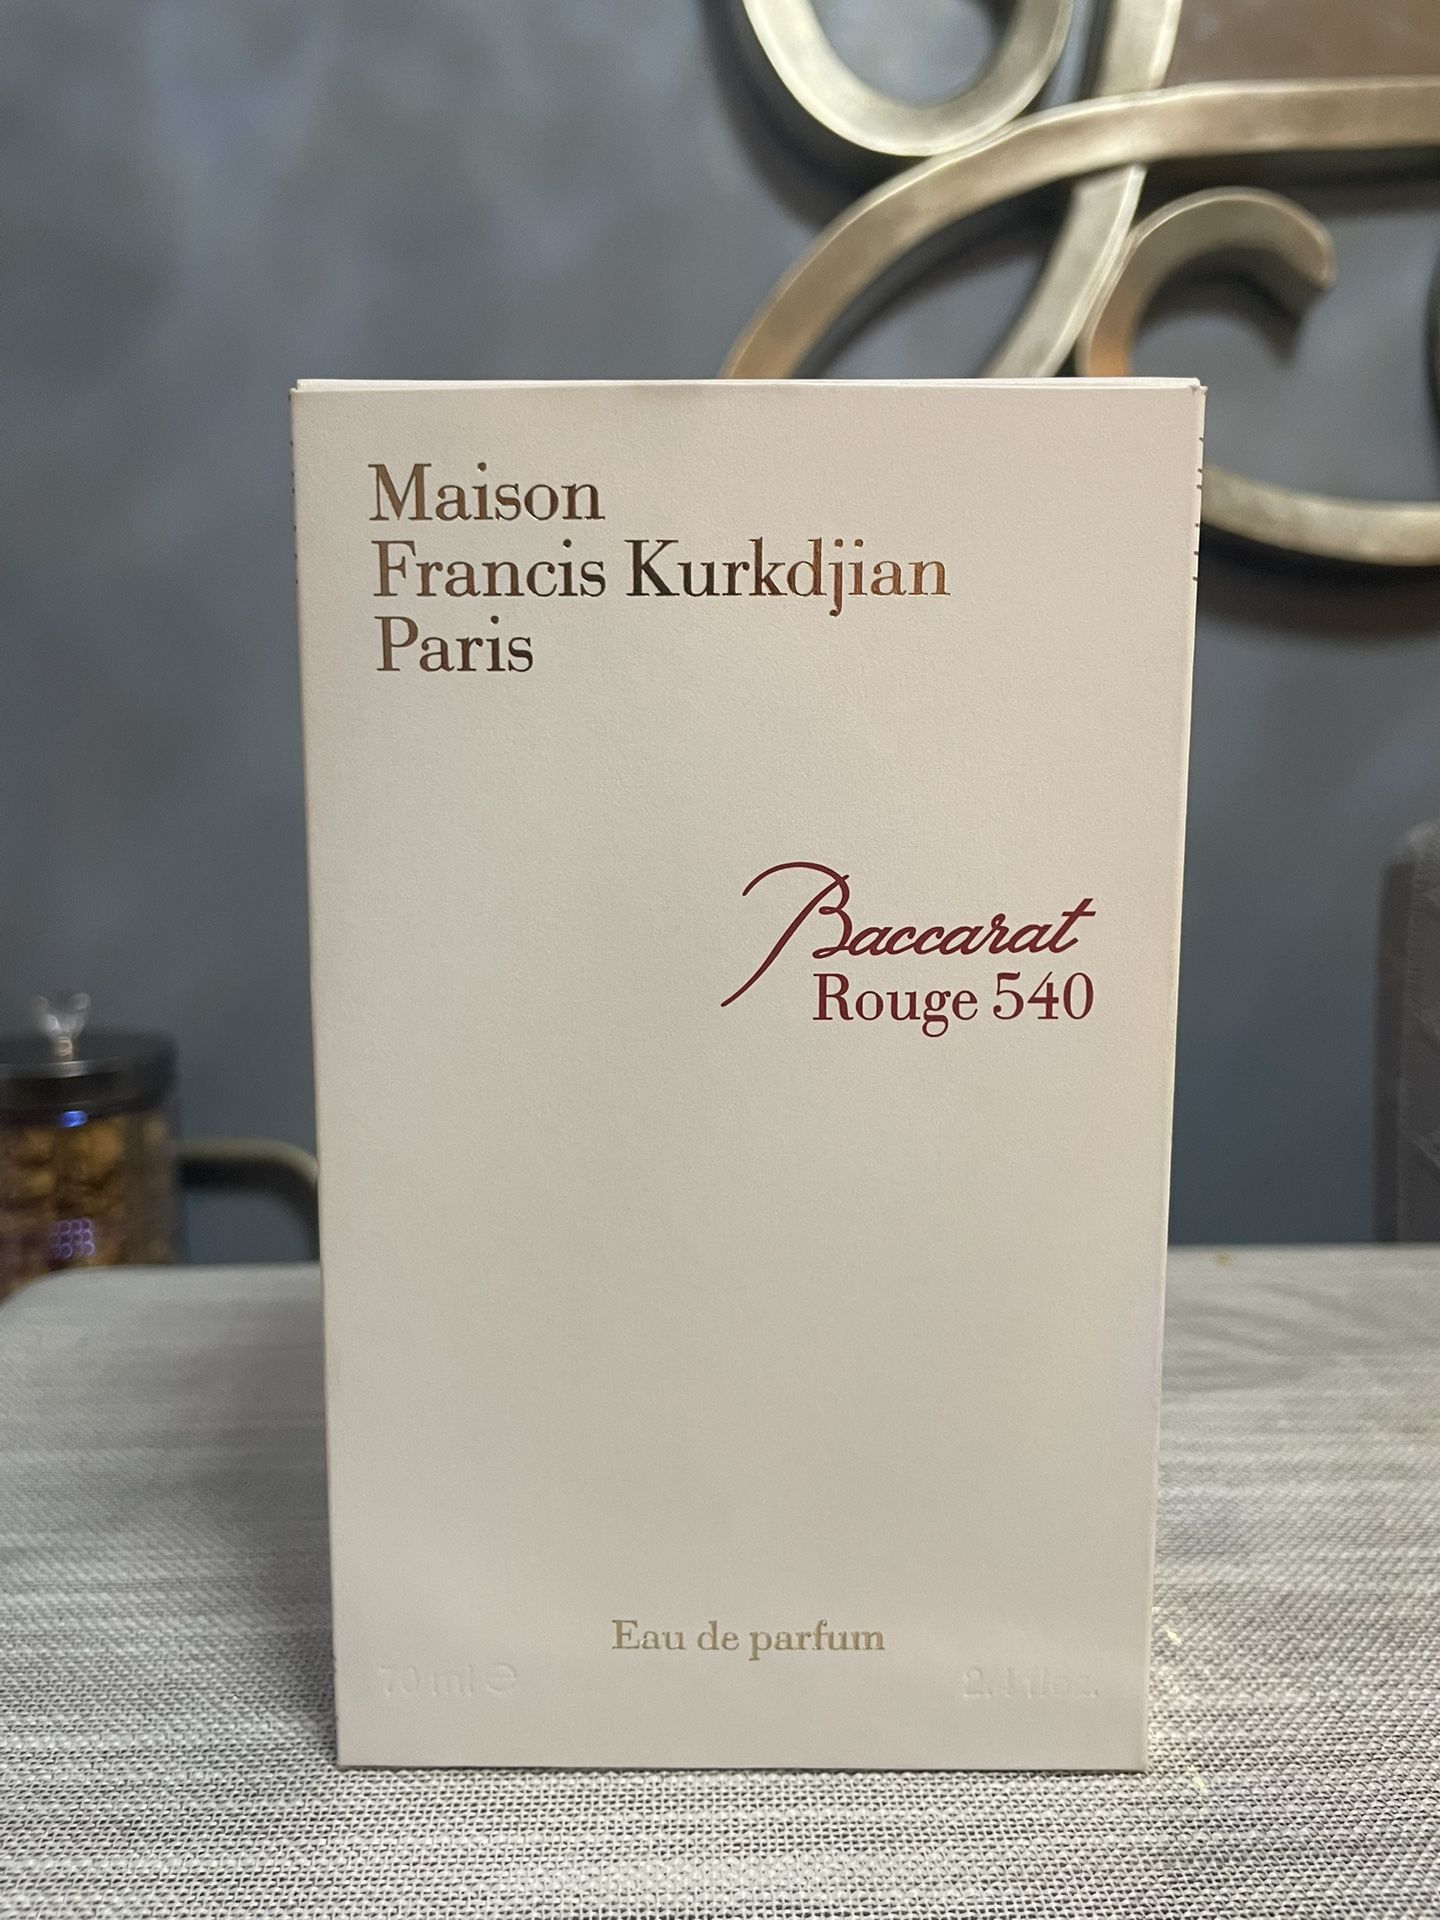 Maison
Francis Kurkdjian
Paris
Baccarat
Rouge 540
Eau de parfum
70 ml ℮ 2.4 fl.oz.